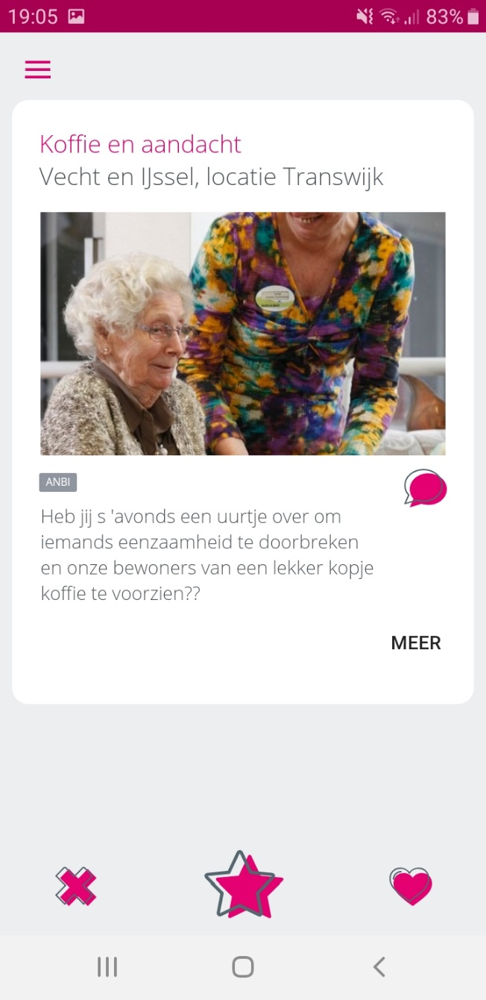 19:05
83%
Koffie en aandacht
Vecht en IJssel, locatie Transwijk
ANBI
Heb jij s 'avonds een uurtje over om
iemands eenzaamheid te doorbreken
en onze bewoners van een lekker kopje
koffie te voorzien??
MEER